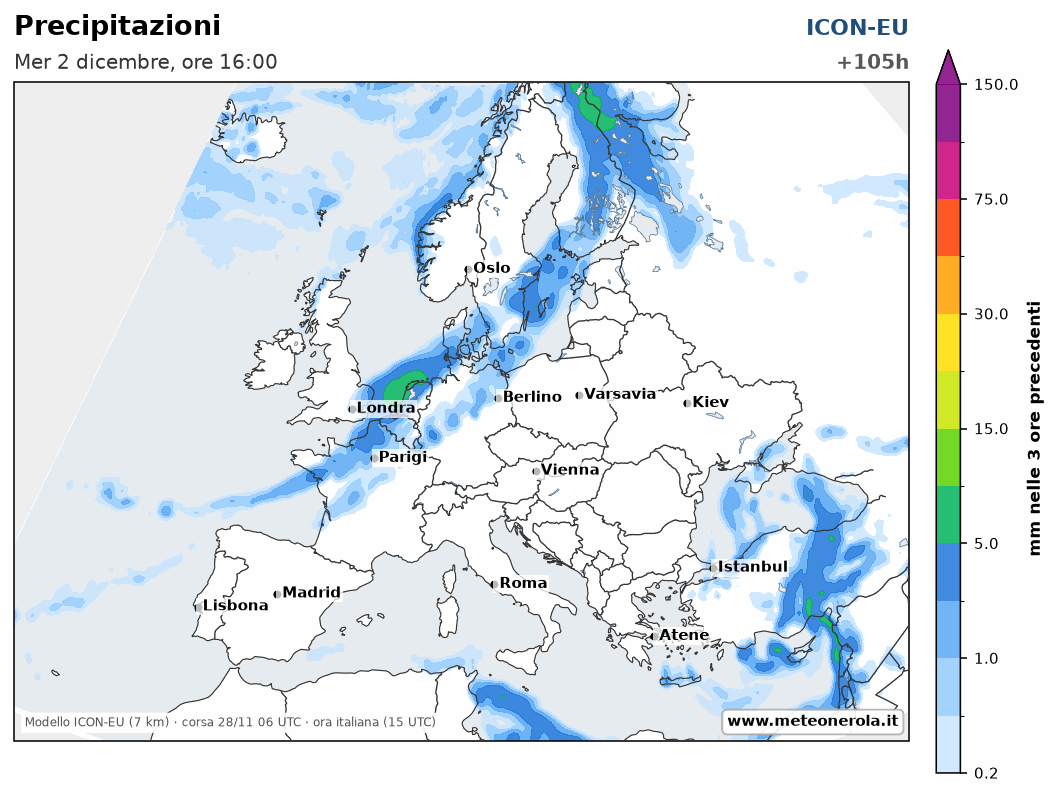 Precipitazioni
ICON-EU
Mer 2 dicembre, ore 16:00
+105h
150.0
75.0
30.0
15.0
5.0
1.0
0.2
mm nelle 3 ore precedenti
Oslo
Londra
Berlino
Varsavia
Kiev
Parigi
Vienna
Istanbul
Roma
Madrid
Lisbona
Atene
Modello ICON-EU (7 km) · corsa 28/11 06 UTC · ora italiana (15 UTC)
www.meteonerola.it